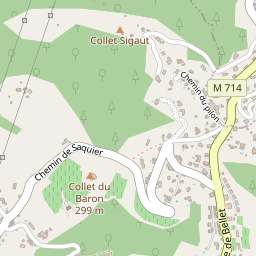 Collet Sigaut
Chemin du pilon
M 714
Chemin de Saquier
Collet du
Baron
299 m
de Bellet